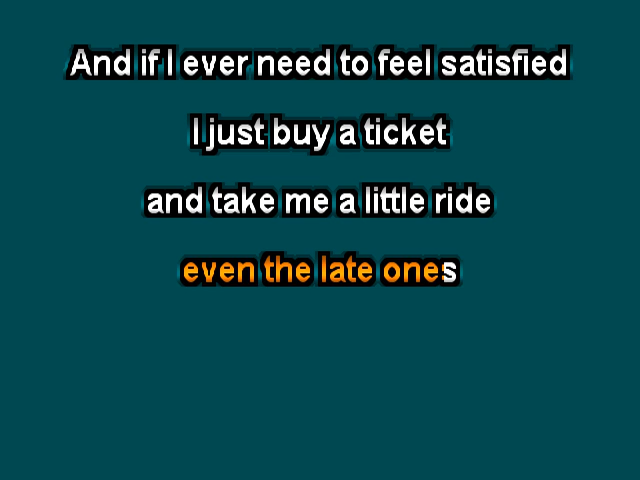 And if I ever need to feel satisfied
I just buy a ticket
and take me a little ride
even the late ones